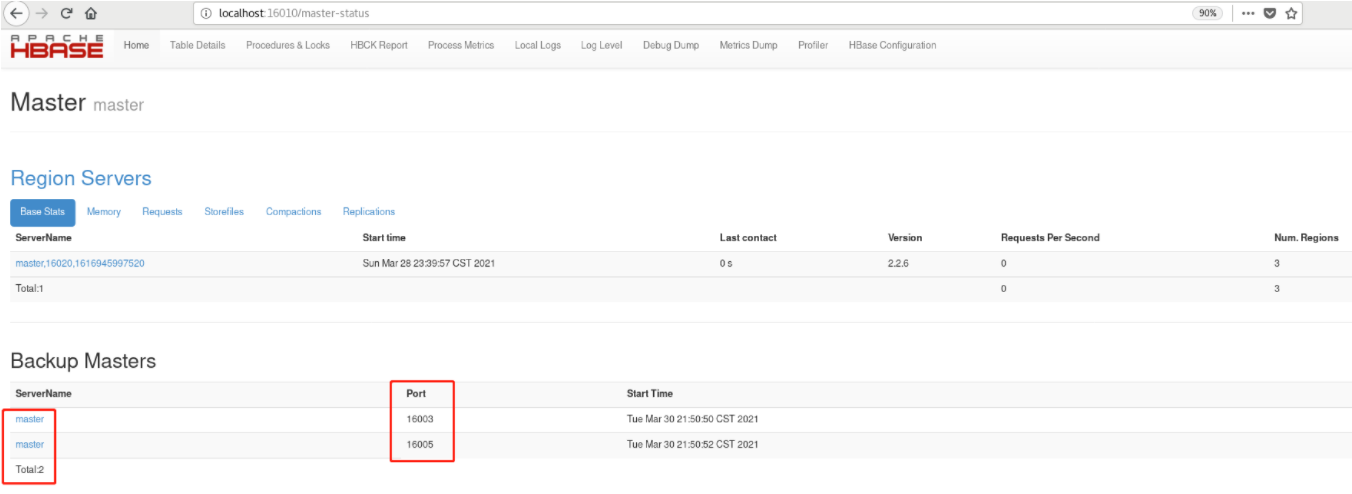 localhost:16010/master-status 90%
APACHE HBASE Home Table Details Procedures & Locks HBCK Report Process Metrics Local Logs Log Level Debug Dump Metrics Dump Profiler HBase Configuration
Master master
Region Servers
Base Stats Memory Requests Storefiles Compactions Replications
ServerName Start time Last contact Version Requests Per Second Num. Regions
master,16020,1616945997520 Sun Mar 28 23:39:57 CST 2021 0 s 2.2.6 0 3
Total:1 0 3
Backup Masters
ServerName Port Start Time
master 16003 Tue Mar 30 21:50:50 CST 2021
master 16005 Tue Mar 30 21:50:52 CST 2021
Total:2